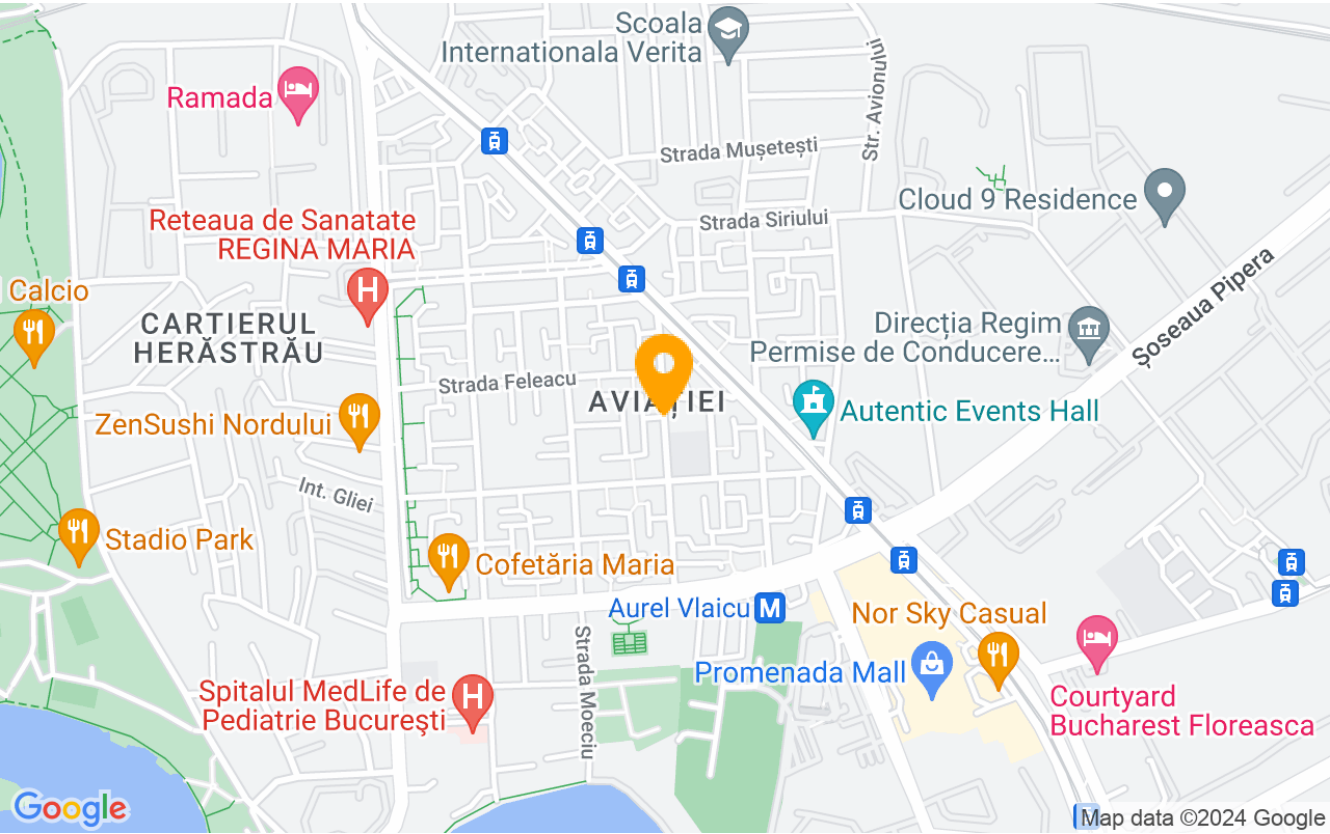 Scoala
Internationala Verita
Str. Avionului
Ramada
Strada Mușetești
Cloud 9 Residence
Reteaua de Sanatate
REGINA MARIA
Strada Siriului
Calcio
CARTIERUL
HERĂSTRĂU
Direcția Regim
Permise de Conducere...
Șoseaua Pipera
Strada Feleacu
AVIAȚIEI
Autentic Events Hall
ZenSushi Nordului
Int. Gliei
Stadio Park
Cofetăria Maria
Aurel Vlaicu M
Nor Sky Casual
Strada Moeciu
Promenada Mall
Spitalul MedLife de
Pediatrie Bucureşti
Courtyard
Bucharest Floreasca
Google
Map data ©2024 Google